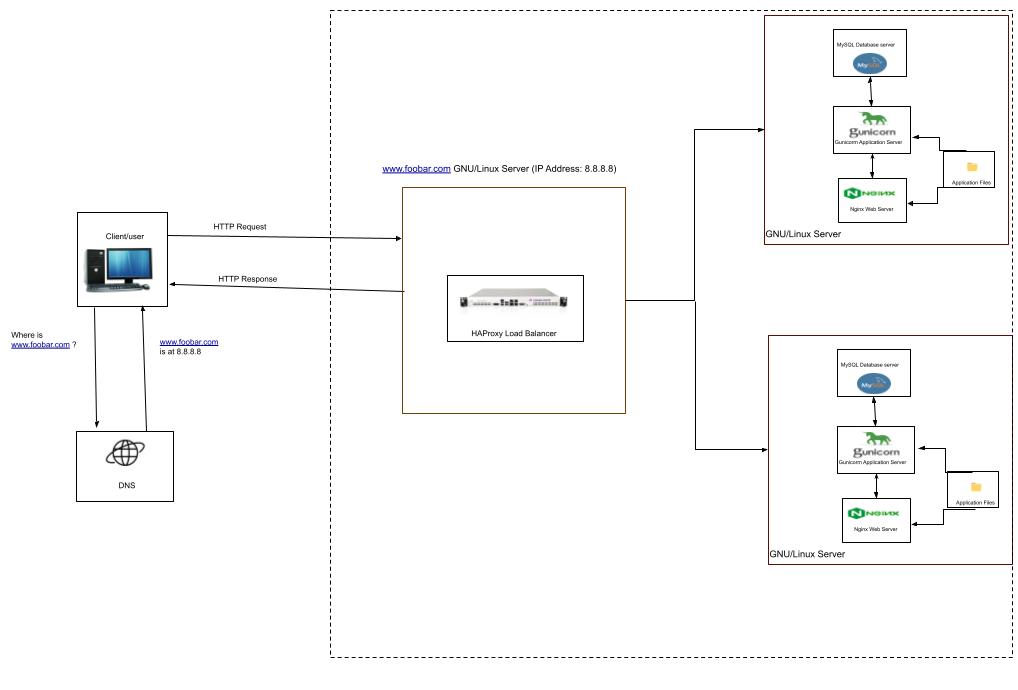 MySQL Database server
MySQL
gunicorn
Gunicorm Application Server
Application Files
NGINX
Nginx Web Server
GNU/Linux Server
www.foobar.com GNU/Linux Server (IP Address: 8.8.8.8)
Client/user
HTTP Request
HTTP Response
HAProxy Load Balancer
Where is
www.foobar.com ?
www.foobar.com
is at 8.8.8.8
DNS
MySQL Database server
MySQL
gunicorn
Gunicorm Application Server
Application Files
NGINX
Nginx Web Server
GNU/Linux Server